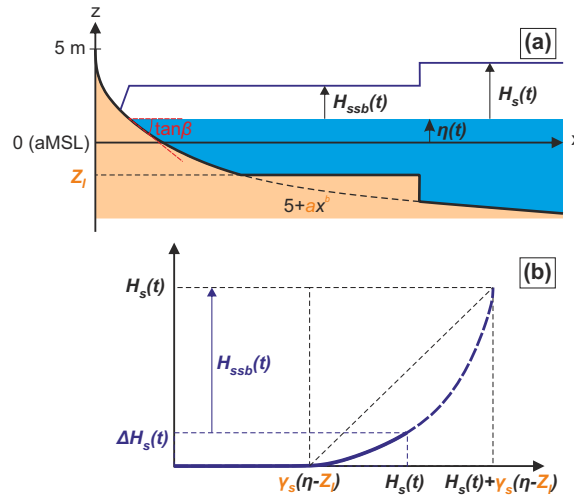 z
(a)
5 m
H_ssb(t)
H_s(t)
tanβ
η(t)
0 (aMSL)
x
Z_l
5+ax^b
(b)
H_s(t)
H_ssb(t)
ΔH_s(t)
γ_s(η-Z_l) H_s(t) H_s(t)+γ_s(η-Z_l)